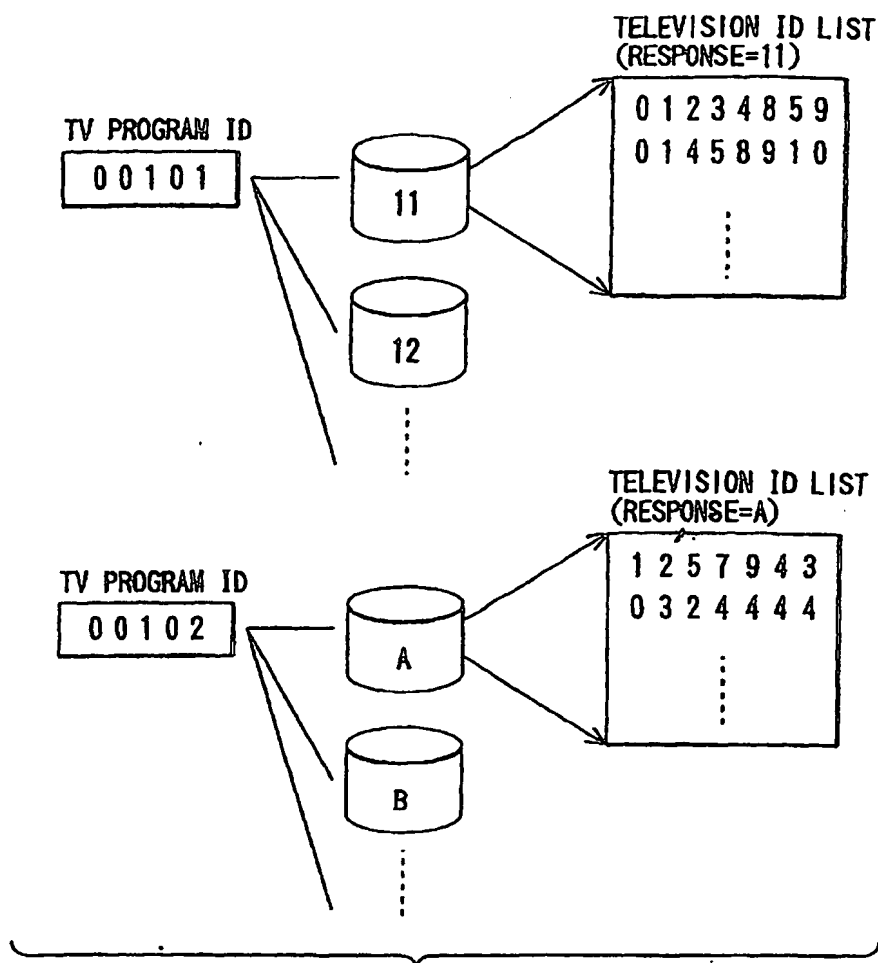 TELEVISION ID LIST
(RESPONSE=11)
0 1 2 3 4 8 5 9
0 1 4 5 8 9 1 0
TV PROGRAM ID
0 0 1 0 1
11
12
TELEVISION ID LIST
(RESPONSE=A)
1 2 5 7 9 4 3
0 3 2 4 4 4 4
TV PROGRAM ID
0 0 1 0 2
A
B